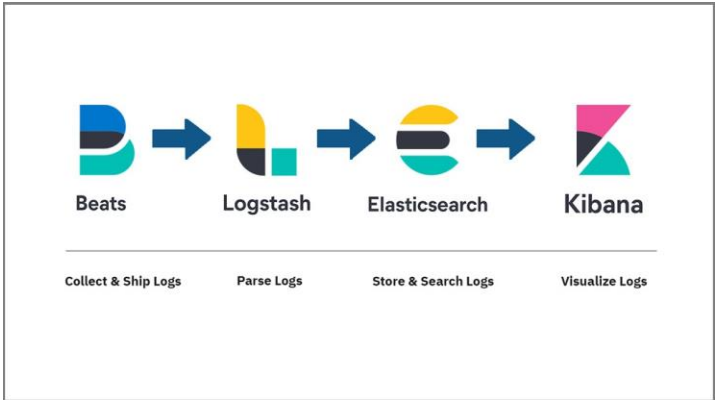 Beats
Logstash
Elasticsearch
Kibana
Collect & Ship Logs
Parse Logs
Store & Search Logs
Visualize Logs